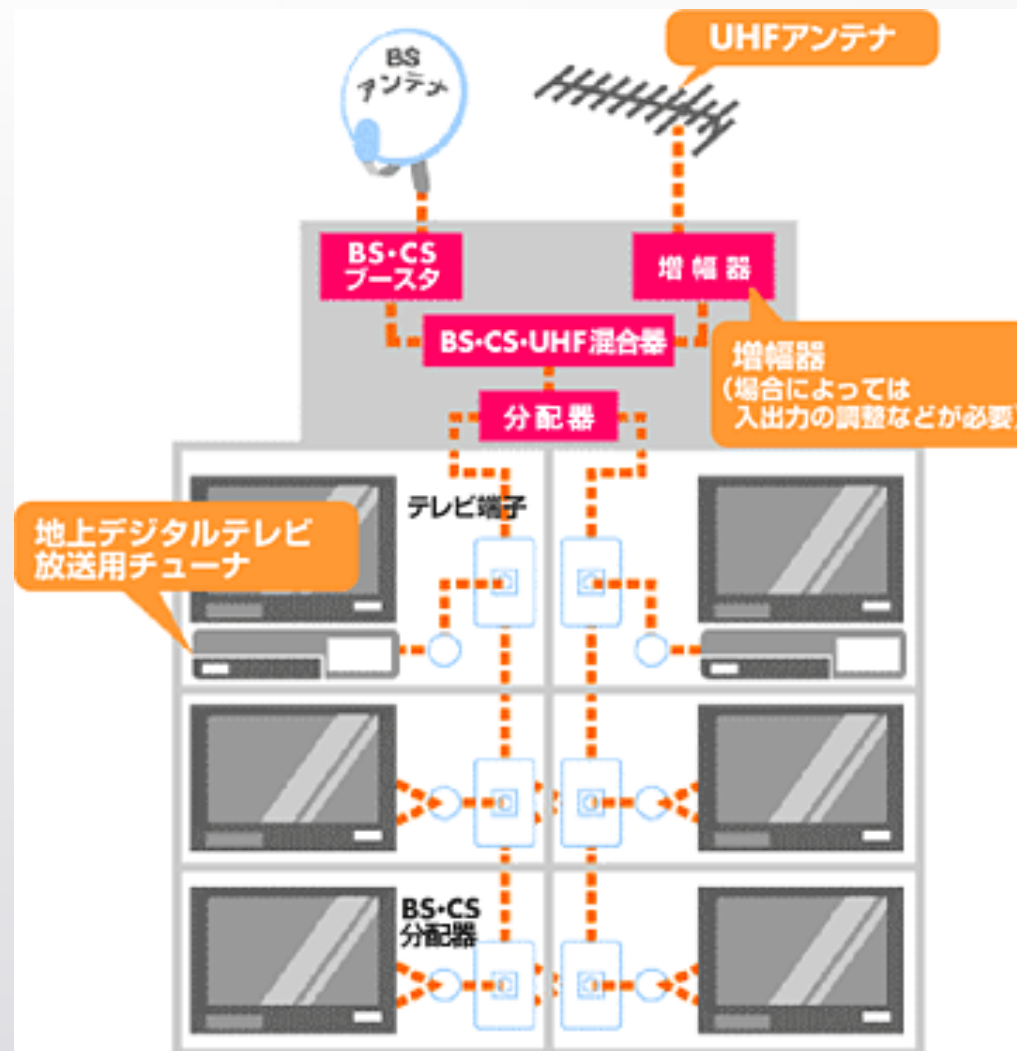 BS
アンテナ
UHFアンテナ
BS・CS
ブースタ
増幅器
BS・CS・UHF混合器
増幅器
(場合によっては
入出力の調整などが必要)
分配器
テレビ端子
地上デジタルテレビ
放送用チューナ
BS・CS
分配器